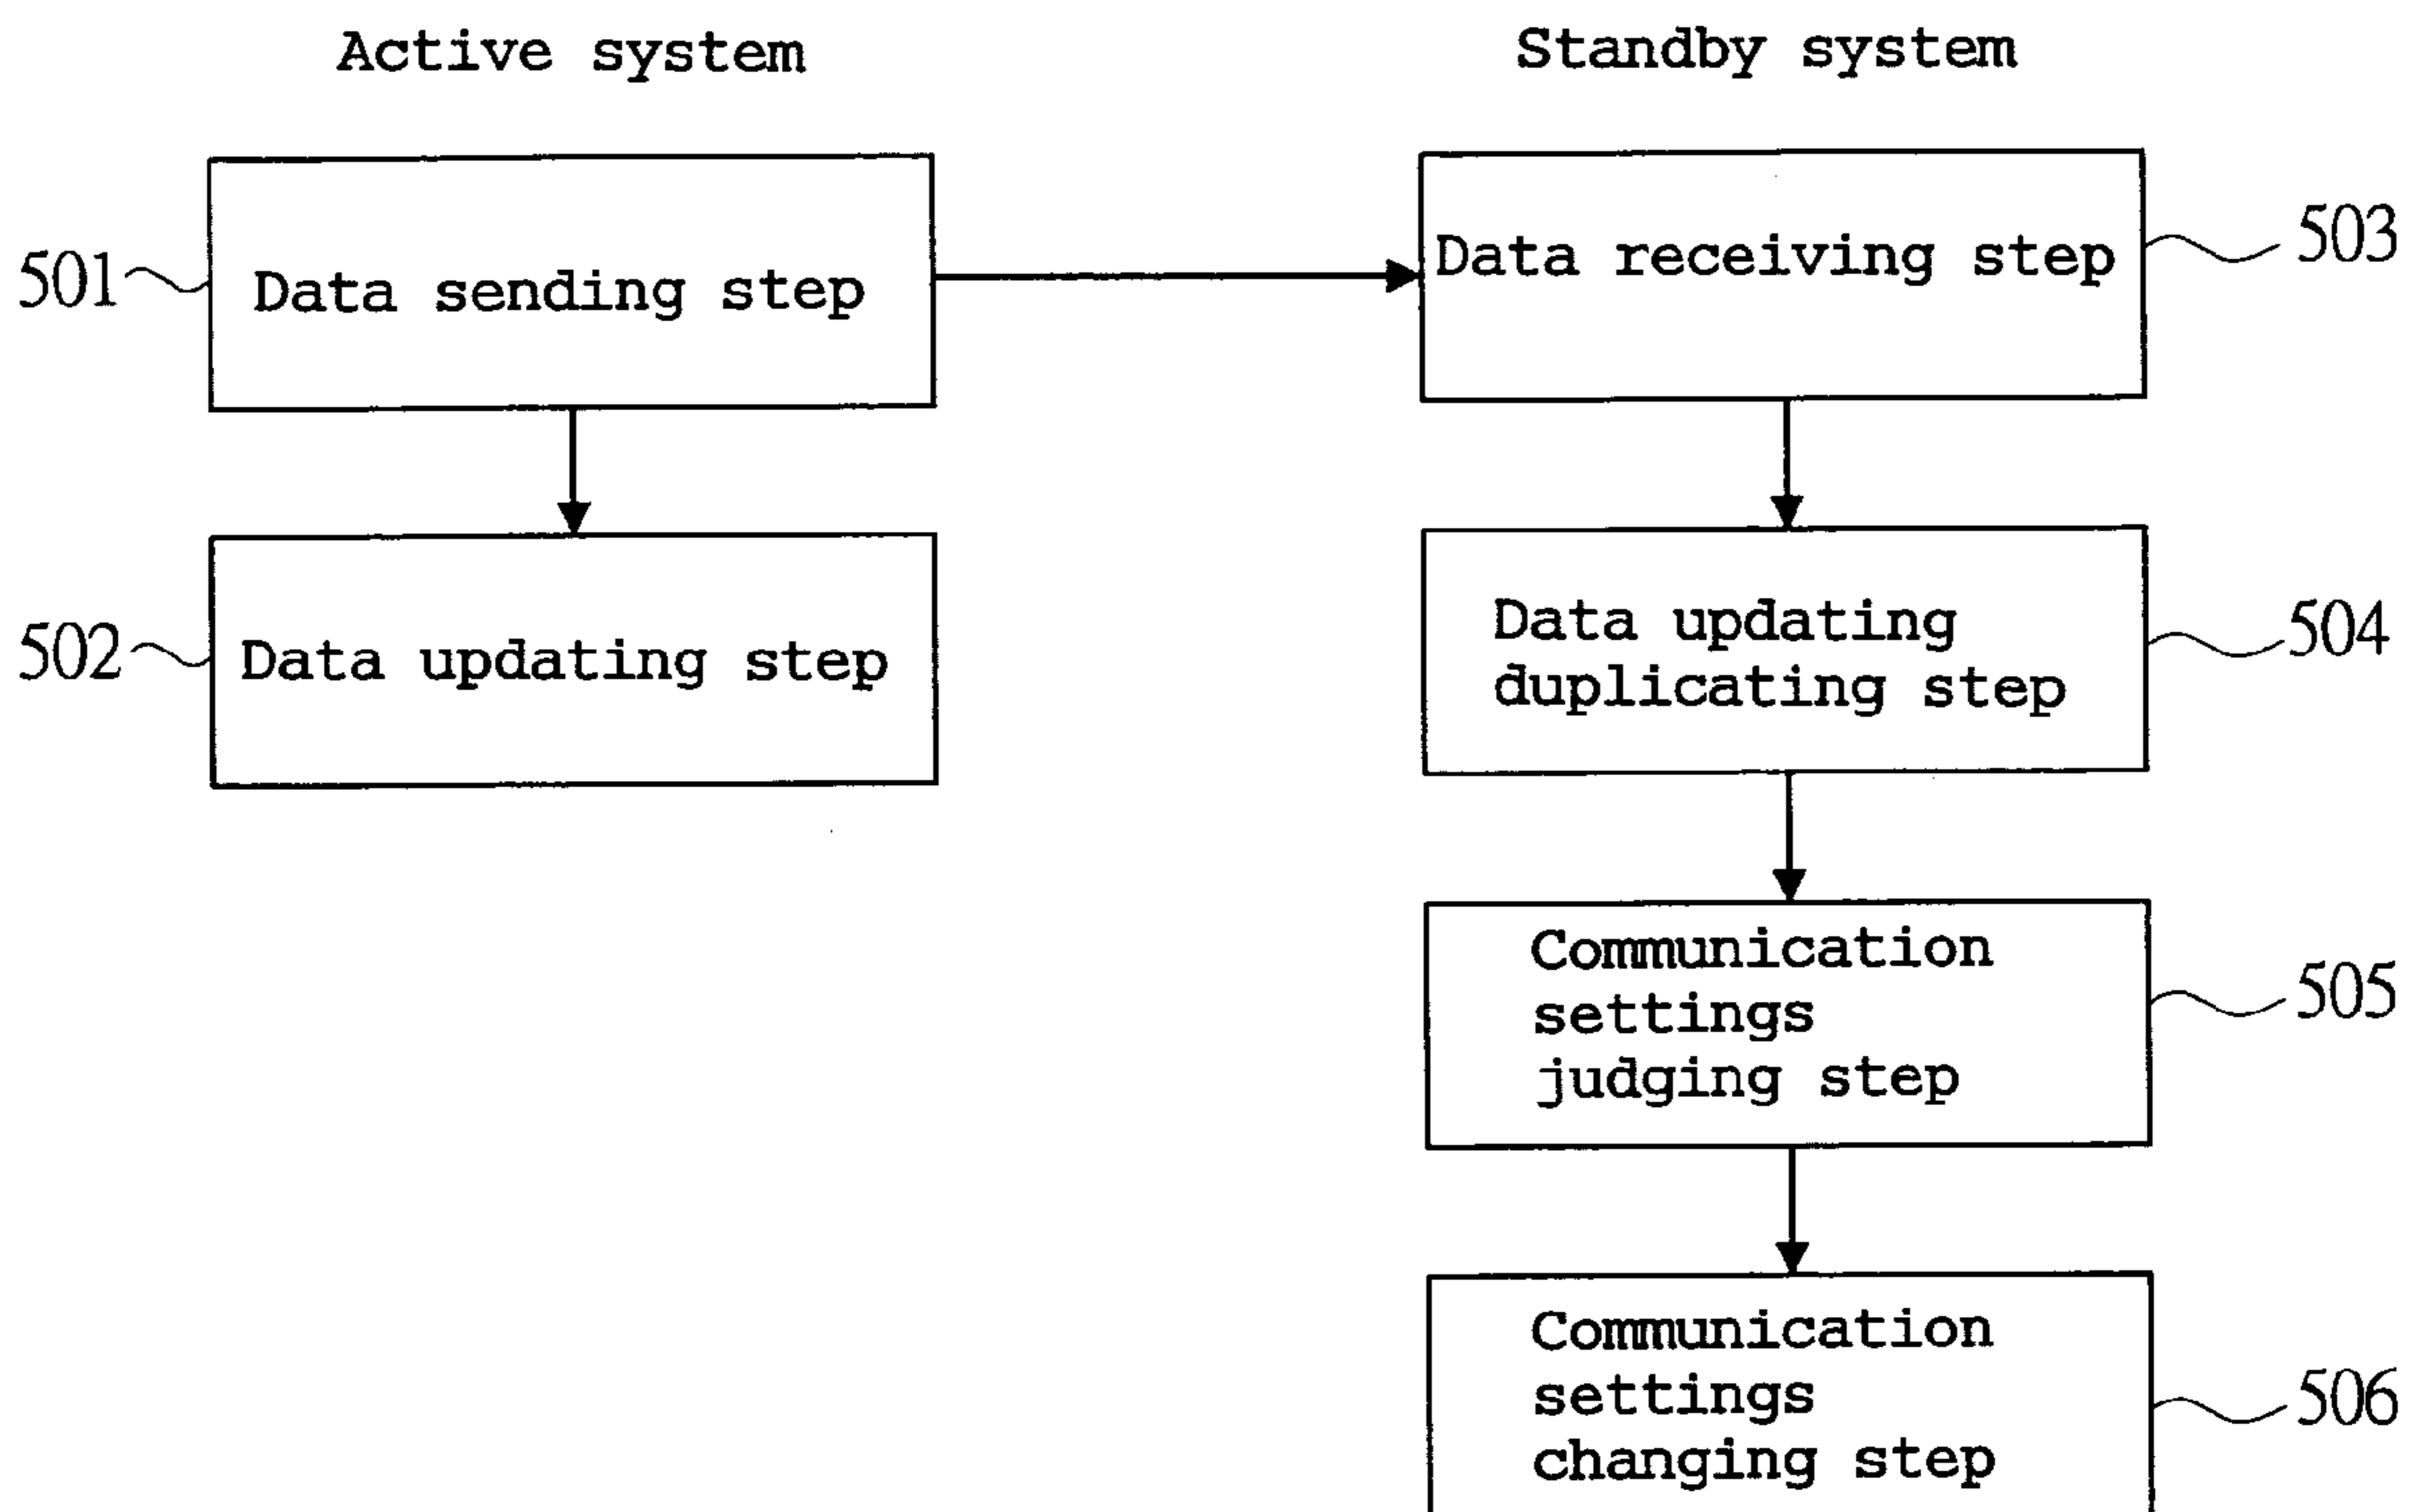 Active system
Standby system
501
Data sending step
Data receiving step
503
502
Data updating step
Data updating
duplicating step
504
Communication
settings
judging step
505
Communication
settings
changing step
506